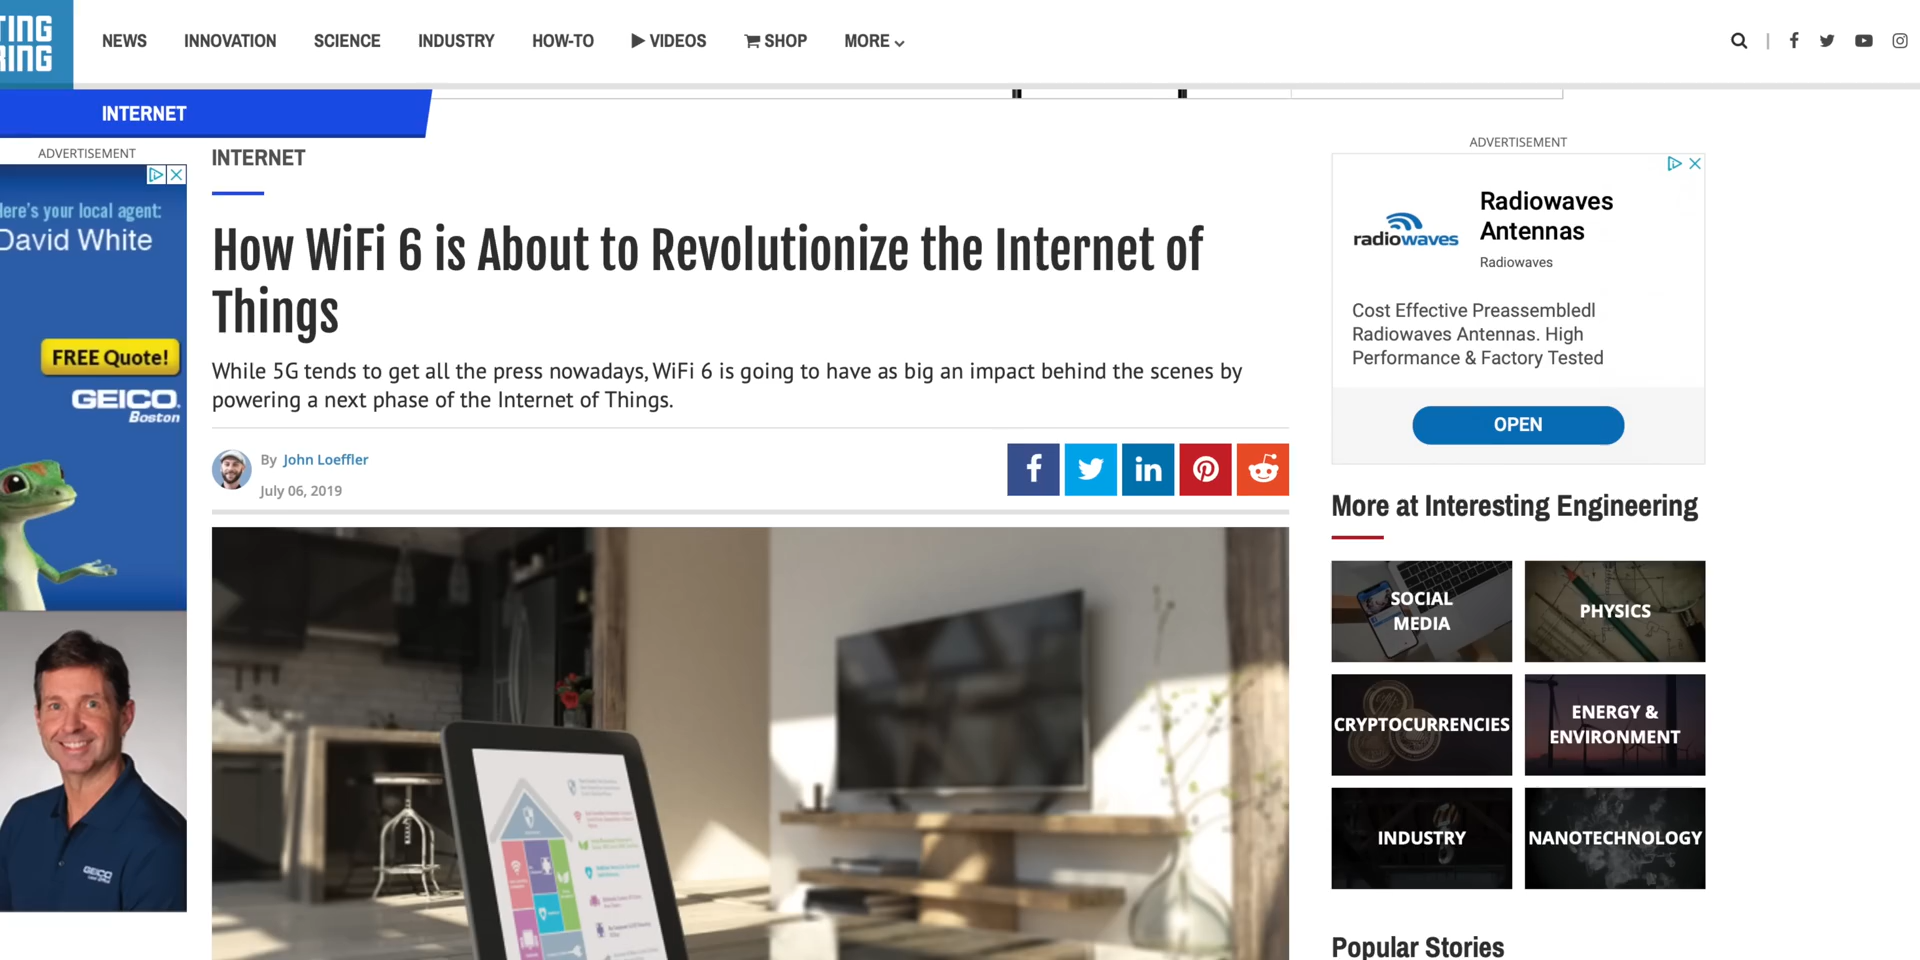 TING
RING
NEWS
INNOVATION
SCIENCE
INDUSTRY
HOW-TO
VIDEOS
SHOP
MORE
INTERNET
ADVERTISEMENT
your local agent:
David White
FREE Quote!
GEICO.
Boston
GEICO
INTERNET
How WiFi 6 is About to Revolutionize the Internet of
Things
While 5G tends to get all the press nowadays, WiFi 6 is going to have as big an impact behind the scenes by
powering a next phase of the Internet of Things.
By John Loeffler
July 06, 2019
ADVERTISEMENT
radiowaves
Radiowaves
Antennas
Radiowaves
Cost Effective Preassembledl
Radiowaves Antennas. High
Performance & Factory Tested
OPEN
More at Interesting Engineering
SOCIAL
MEDIA
PHYSICS
CRYPTOCURRENCIES
ENERGY &
ENVIRONMENT
INDUSTRY
NANOTECHNOLOGY
Popular Stories